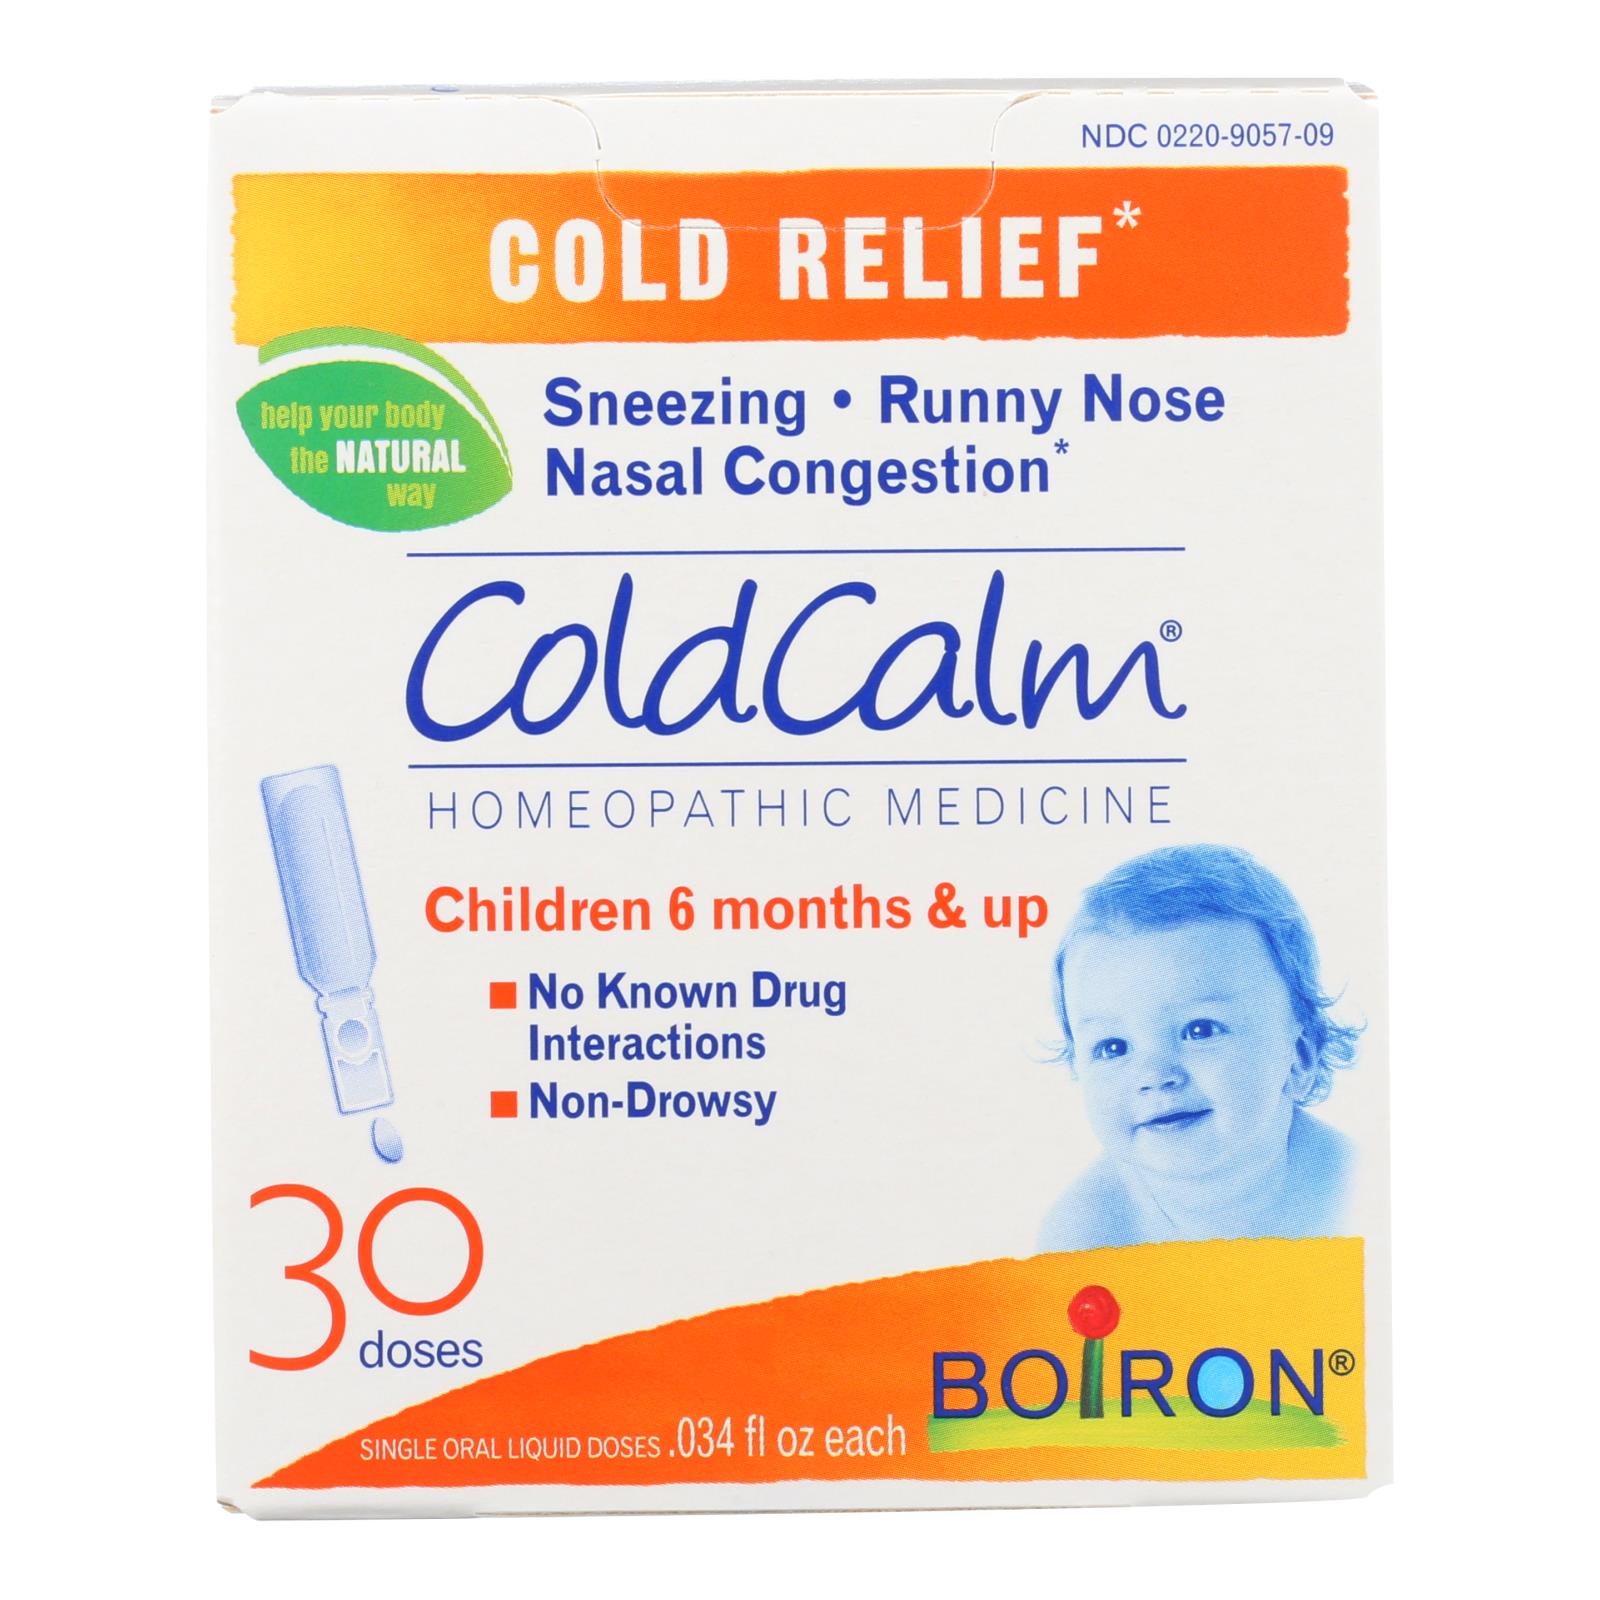 NDC 0220-9057-09
COLD RELIEF*
help your body
the NATURAL
way
Sneezing • Runny Nose
Nasal Congestion*
ColdCalm®
HOMEOPATHIC MEDICINE
Children 6 months & up
No Known Drug
Interactions
Non-Drowsy
30
doses
SINGLE ORAL LIQUID DOSES .034 fl oz each
BOIRON®